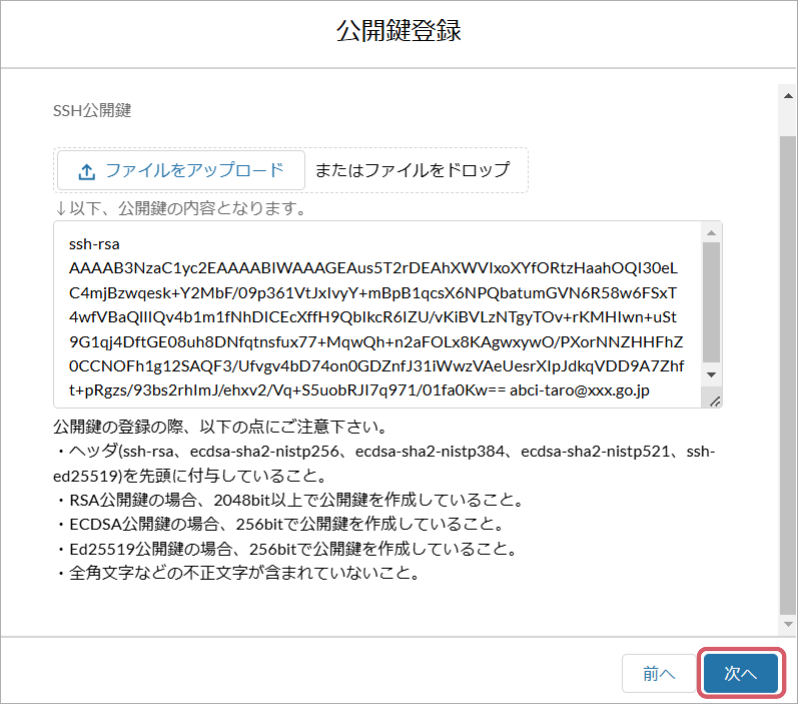 公開鍵登録
SSH公開鍵
ファイルをアップロード またはファイルをドロップ
↓以下、公開鍵の内容となります。
ssh-rsa
AAAAB3NzaC1yc2EAAAABIWAAAGEAus5T2rDEAhXWVIxoXYfORtzHaahOQI30eL
C4mjBzwqesk+Y2MbF/09p361VtJxIvyY+mBpB1qcsX6NPQbatumGVN6R58w6FSxT
4wfVBaQIIIQv4b1m1fNhDICEcXffH9QbIkcR6IZU/vKiBVLzNTgyTOv+rKMHIwn+uSt
9G1qj4DftGE08uh8DNfqtnsfux77+MqwQh+n2aFOLx8KAgwxywO/PXorNNZHHFhZ
0CCNOFh1g12SAQF3/Ufvgv4bD74on0GDZnfJ31iWwzVAeUesrXIpJdkqVDD9A7Zhf
t+pRgzs/93bs2rhImJ/ehxv2/Vq+S5uobRJI7q971/01fa0Kw== abci-taro@xxx.go.jp
公開鍵の登録の際、以下の点にご注意下さい。
・ヘッダ(ssh-rsa、ecdsa-sha2-nistp256、ecdsa-sha2-nistp384、ecdsa-sha2-nistp521、ssh-
ed25519)を先頭に付与していること。
・RSA公開鍵の場合、2048bit以上で公開鍵を作成していること。
・ECDSA公開鍵の場合、256bitで公開鍵を作成していること。
・Ed25519公開鍵の場合、256bitで公開鍵を作成していること。
・全角文字などの不正文字が含まれていないこと。
前へ 次へ